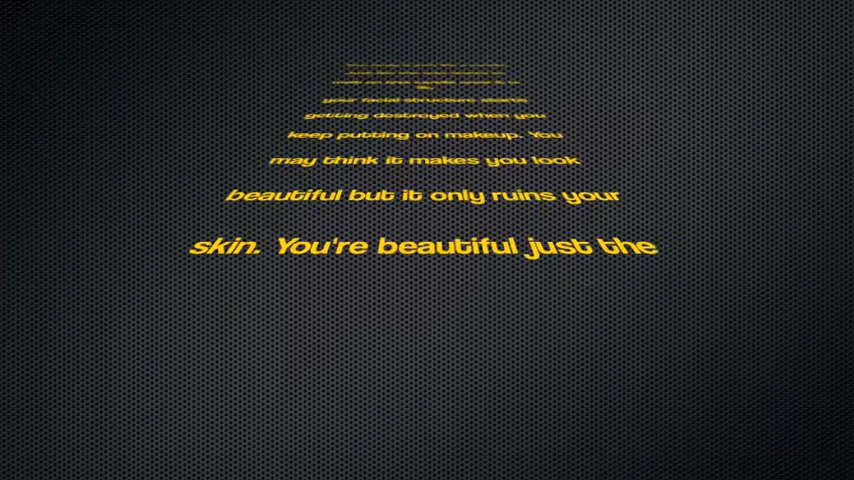 your facial structure starts
getting destroyed when you
keep putting on makeup. You
may think it makes you look
beautiful but it only ruins your
skin. You're beautiful just the